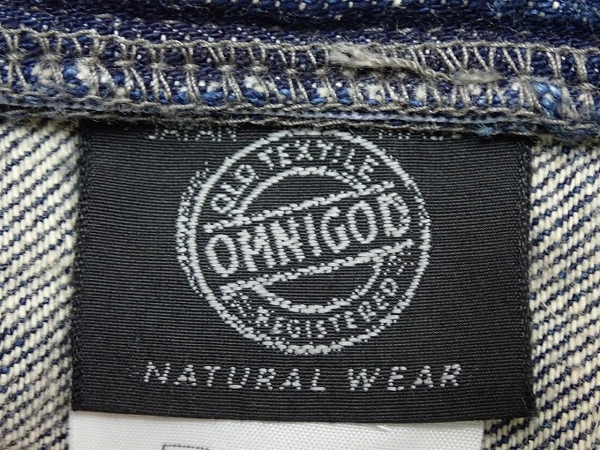 JAPAN
OLD TEXTILE
OMNIGOD
REGISTERED
NATURAL WEAR